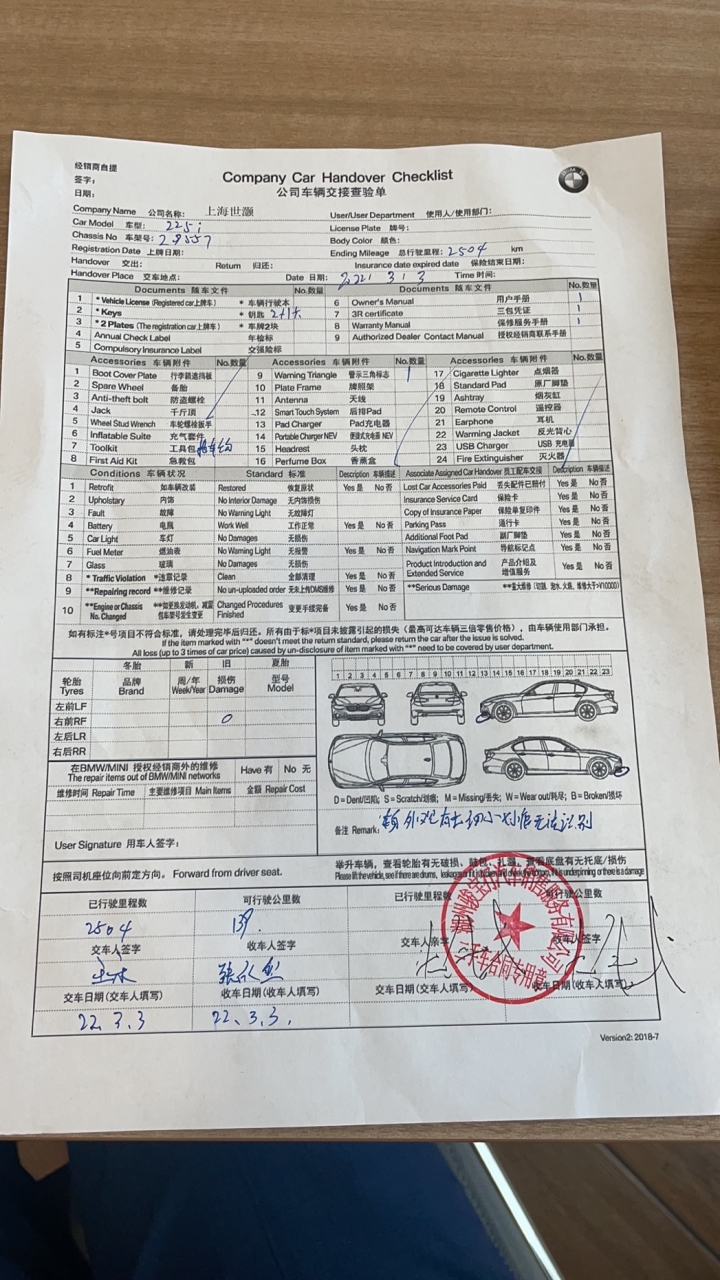 经销商自提
签字：
日期：
Company Car Handover Checklist
公司车辆交接查验单
Company Name 公司名称： 上海世灏
User/User Department 使用人/使用部门：
Car Model 车型： 225i
License Plate 牌号：
Chassis No 车架号： 29557
Body Color 颜色：
Registration Date 上牌日期：
Ending Mileage 总行驶里程： 2504 km
Handover 交出： Return 归还： Insurance date expired date 保险结束日期：
Handover Place 交车地点： Date 日期： Time 时间：
Documents 随车文件 No.数量 Documents 随车文件 No.数量
1 * Vehicle License (Registered car上牌车) * 车辆行驶本 6 Owner's Manual 用户手册 1
2 * Keys * 钥匙 7 3R certificate 三包凭证 1
3 * 2 Plates (The registration car上牌车) * 车牌2块 8 Warranty Manual 保修服务手册 1
4 Annual Check Label 年检标 9 Authorized Dealer Contact Manual 授权经销商联系手册
5 Compulsory Insurance Label 交强险标
Accessories 车辆附件 No.数量 Accessories 车辆附件 No.数量 Accessories 车辆附件 No.数量
1 Boot Cover Plate 行李箱遮挡板 9 Warning Triangle 警示三角标志 1 17 Cigarette Lighter 点烟器
2 Spare Wheel 备胎 10 Plate Frame 牌照架 18 Standard Pad 原厂脚垫
3 Anti-theft bolt 防盗螺栓 11 Antenna 天线 19 Ashtray 烟灰缸
4 Jack 千斤顶 12 Smart Touch System 后排Pad 20 Remote Control 遥控器
5 Wheel Stud Wrench 车轮螺栓扳手 13 Pad Charger Pad充电器 21 Earphone 耳机
6 Inflatable Suite 充气套件 14 Portable Charger NEV 便携式充电器 NEV 22 Warming Jacket 反光背心
7 Toolkit 工具包 15 Headrest 头枕 23 USB Charger USB 充电器
8 First Aid Kit 急救包 16 Perfume Box 香薰盒 24 Fire Extinguisher 灭火器
Conditions 车辆状况 Standard 标准 Description 车辆描述 Associate Assigned Car Handover 员工配车交接 Description 车辆描述
1 Retrofit 如车辆改装 Restored 恢复原状 Yes 是 No 否 Lost Car Accessories Paid 丢失配件已赔付 Yes 是 No 否
2 Upholstary 内饰 No Interior Damage 无内饰损伤 Insurance Service Card 保险卡 Yes 是 No 否
3 Fault 故障 No Warning Light 无故障灯 Copy of Insurance Paper 保险单复印件 Yes 是 No 否
4 Battery 电瓶 Work Well 工作正常 Yes 是 No 否 Parking Pass 通行卡 Yes 是 No 否
5 Car Light 车灯 No Damages 无损伤 Additional Foot Pad 副厂脚垫 Yes 是 No 否
6 Fuel Meter 燃油表 No Warning Light 无报警 Yes 是 No 否 Navigation Mark Point 导航标记点 Yes 是 No 否
7 Glass 玻璃 No Damages 无损伤 Product Introduction and Extended Service 产品介绍及增值服务 Yes 是 No 否
8 * Traffic Violation *违章记录 Clean 全部清理 Yes 是 No 否
9 **Repairing record **维修记录 No un-uploaded order 无未上传DMS维修 Yes 是 No 否 **Serious Damage
10 **Engine or Chassis No. Changed Changed Procedures Finished 变更手续完备 Yes 是 No 否
如有标注*号项目不符合标准，请处理完毕后归还。所有由于标*项目未披露引起的损失（最高可达车辆三倍零售价格），由车辆使用部门承担。
If the item marked with "*" doesn't meet the return standard, please return the car after the issue is solved.
All loss (up to 3 times of car price) caused by un-disclosure of item marked with "*" need to be covered by user department.
冬胎 新 旧 夏胎
轮胎 品牌 周/年 损伤 型号
Tyres Brand Week/Year Damage Model
1 2 3 4 5 6 7 8 9 10 11 12 13 14 15 16 17 18 19 20 21 22 23
左前LF
右前RF
左后LR
右后RR
在BMW/MINI 授权经销商外的维修 Have 有 No 无
The repair items out of BMW/MINI networks
维修时间 Repair Time 主要维修项目 Main Items 金额 Repair Cost
D = Dent/凹陷; S = Scratch/划痕; M = Missing/丢失; W = Wear out/耗尽; B = Broken/损坏
备注 Remark:
User Signature 用车人签字：
按照司机座位向前定方向。 Forward from driver seat.
已行驶里程数 可行驶公里数 已行驶里程数 可行驶公里数
2504 139.
交车人签字 收车人签字 交车人签字 收车人签字
交车日期(交车人填写) 收车日期(收车人填写) 交车日期(交车人填写) 收车日期(收车人填写)
22.3.3 22、3、3、
Version2: 2018-7